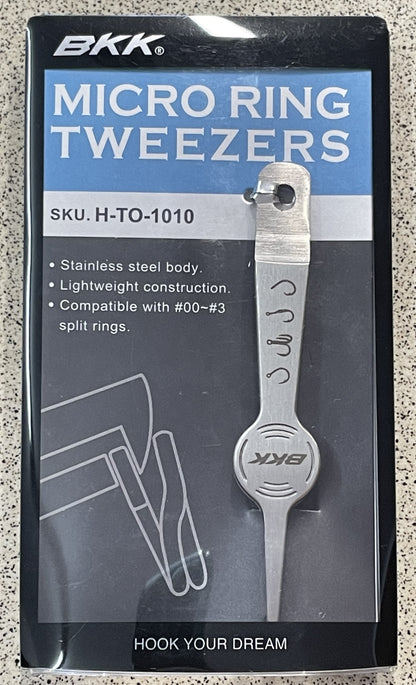 BKK®
MICRO RING
TWEEZERS
SKU. H-TO-1010
• Stainless steel body.
• Lightweight construction.
• Compatible with #00~#3
split rings.
BKK
HOOK YOUR DREAM